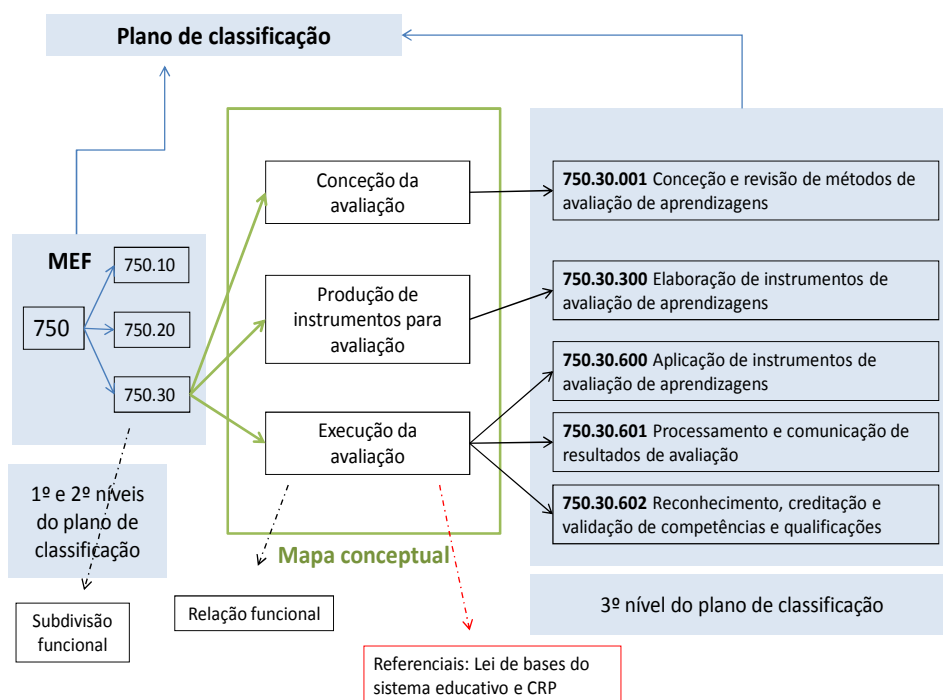 Plano de classificação
MEF
750
750.10
750.20
750.30
1º e 2º níveis
do plano de
classificação
Subdivisão
funcional
Conceção da
avaliação
Produção de
instrumentos para
avaliação
Execução da
avaliação
Mapa conceptual
Relação funcional
Referenciais: Lei de bases do
sistema educativo e CRP
750.30.001 Conceção e revisão de métodos de
avaliação de aprendizagens
750.30.300 Elaboração de instrumentos de
avaliação de aprendizagens
750.30.600 Aplicação de instrumentos de
avaliação de aprendizagens
750.30.601 Processamento e comunicação de
resultados de avaliação
750.30.602 Reconhecimento, creditação e
validação de competências e qualificações
3º nível do plano de classificação